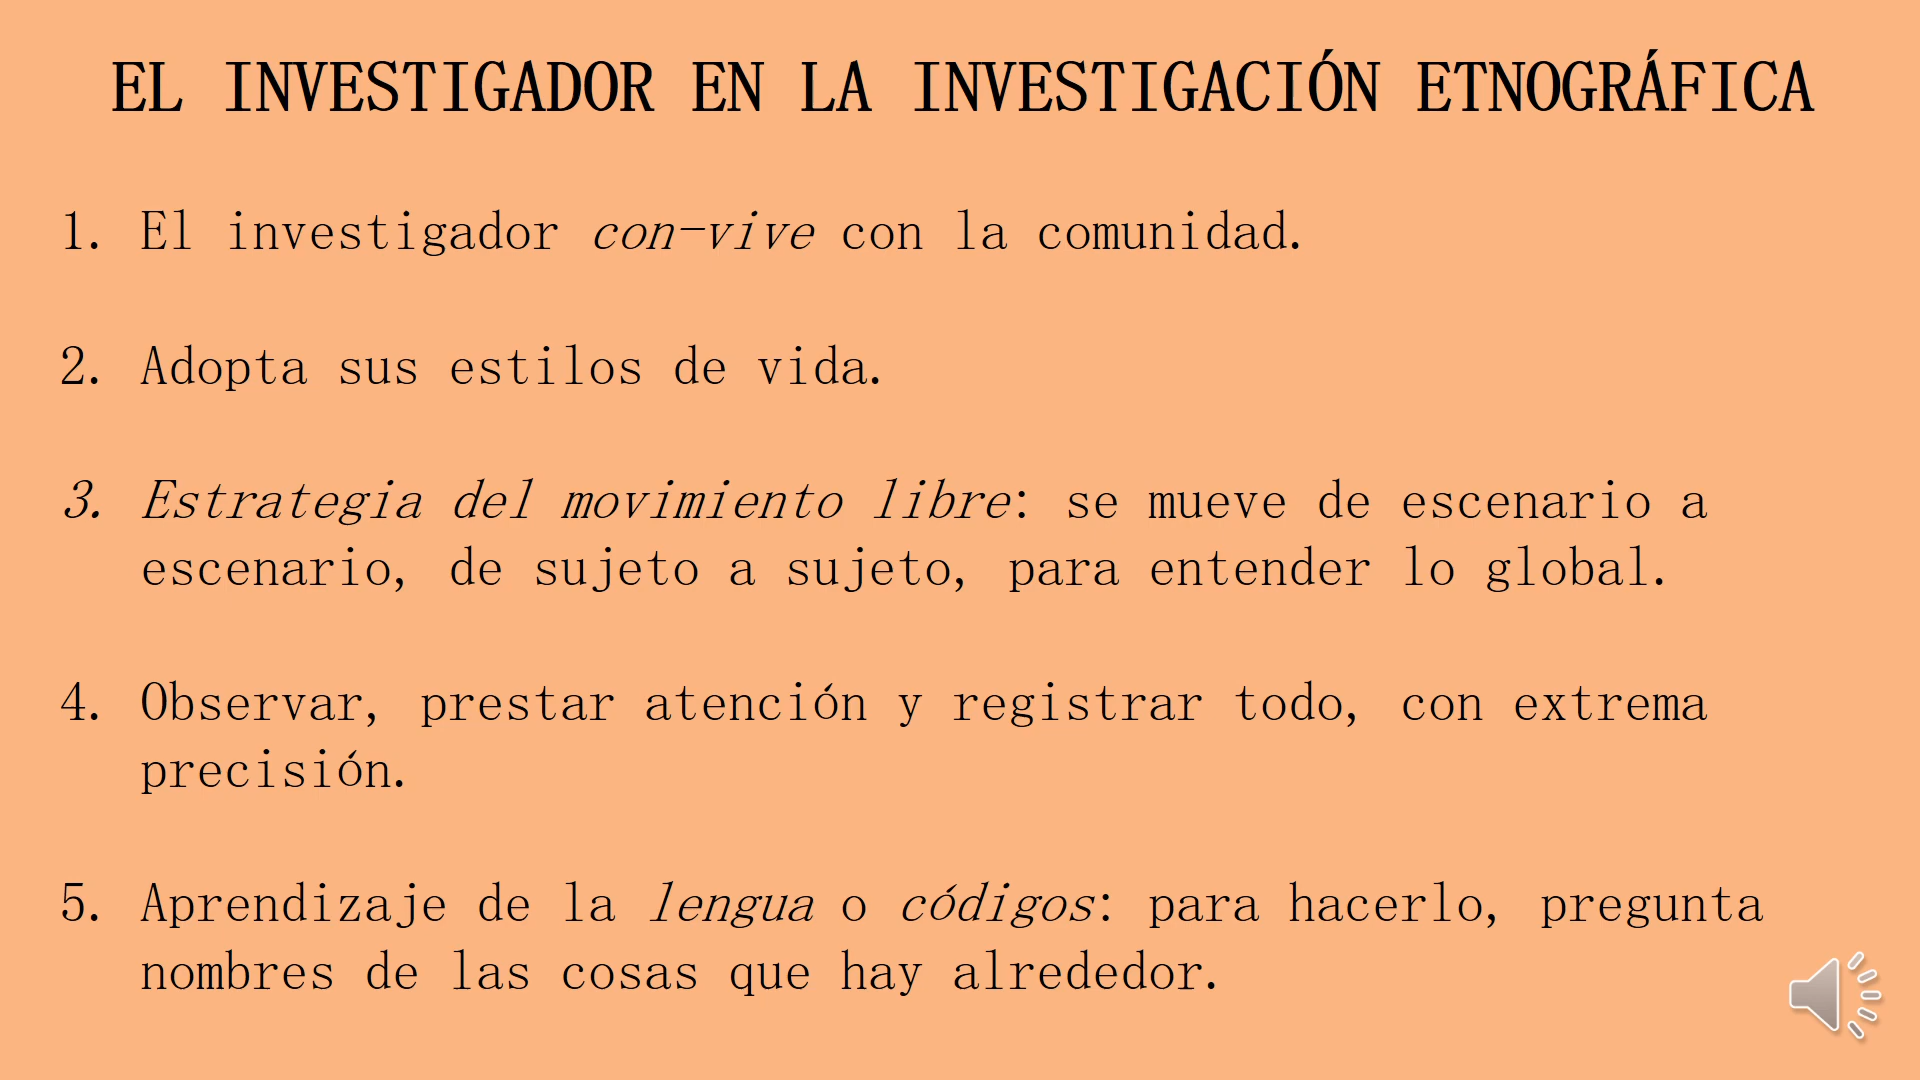 EL INVESTIGADOR EN LA INVESTIGACIÓN ETNOGRÁFICA
1. El investigador con-vive con la comunidad.
2. Adopta sus estilos de vida.
3. Estrategia del movimiento libre: se mueve de escenario a
escenario, de sujeto a sujeto, para entender lo global.
4. Observar, prestar atención y registrar todo, con extrema
precisión.
5. Aprendizaje de la lengua o códigos: para hacerlo, pregunta
nombres de las cosas que hay alrededor.